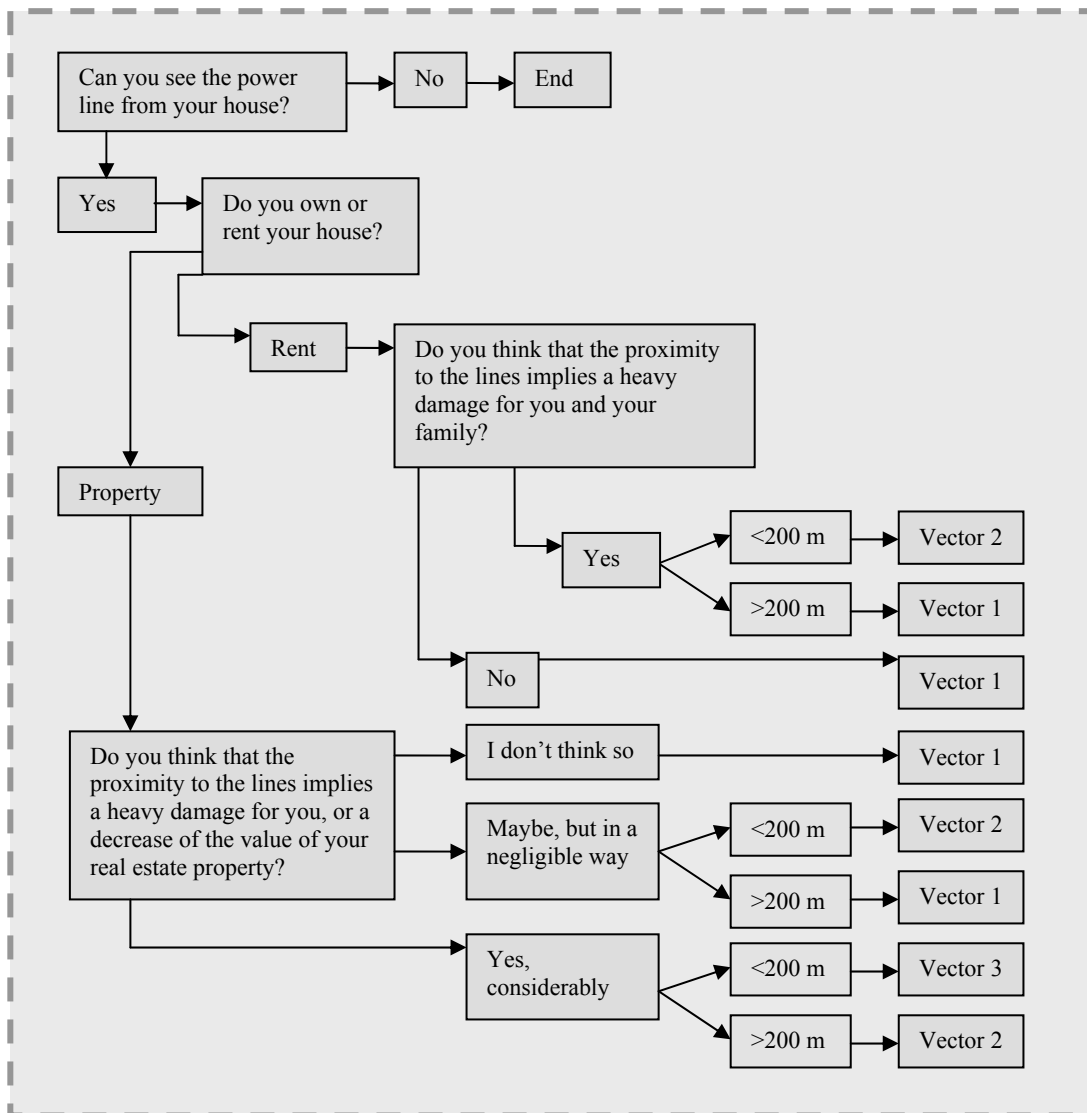 Can you see the power
line from your house?
No
End
Yes
Do you own or
rent your house?
Rent
Do you think that the proximity
to the lines implies a heavy
damage for you and your
family?
Property
Yes
<200 m
Vector 2
>200 m
Vector 1
No
Vector 1
Do you think that the
proximity to the lines implies
a heavy damage for you, or a
decrease of the value of your
real estate property?
I don’t think so
Vector 1
Maybe, but in a
negligible way
<200 m
Vector 2
>200 m
Vector 1
Yes,
considerably
<200 m
Vector 3
>200 m
Vector 2